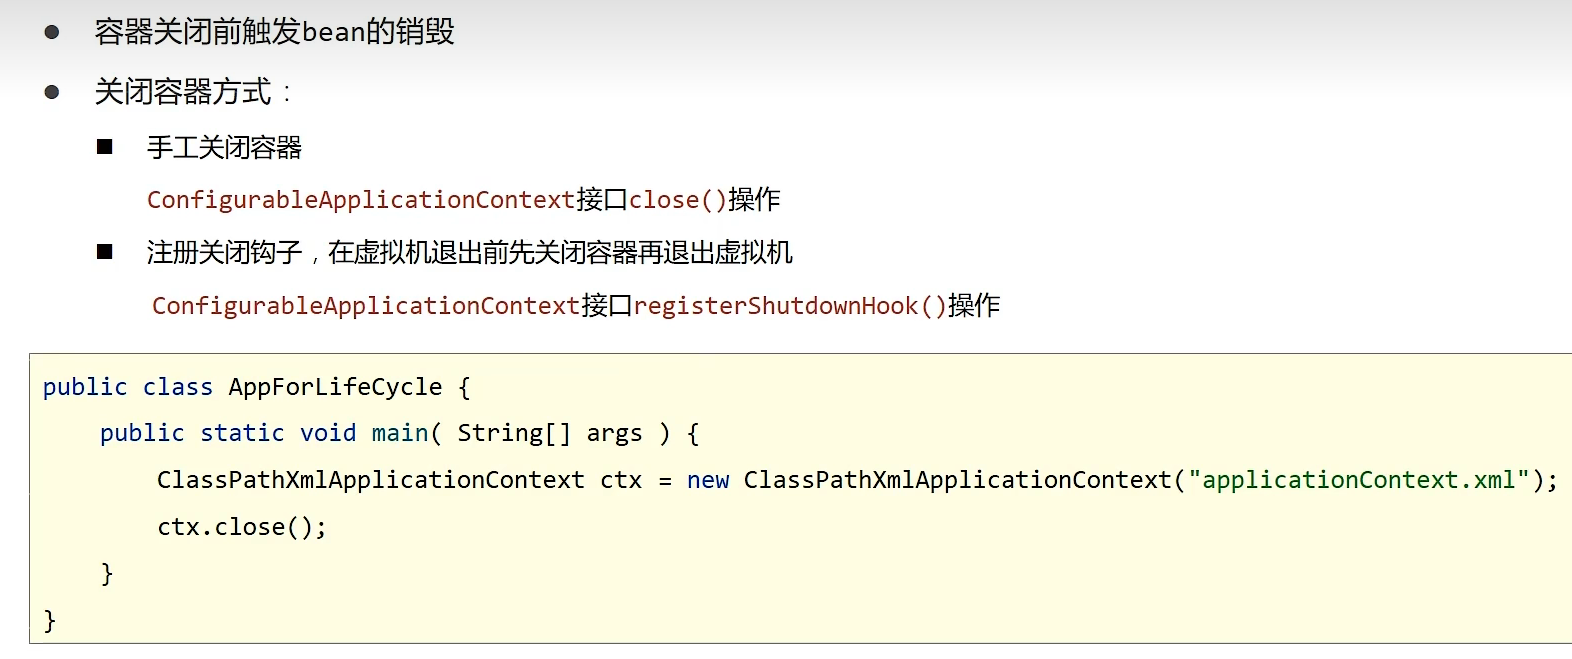 ● 容器关闭前触发bean的销毁
● 关闭容器方式：
■ 手工关闭容器
ConfigurableApplicationContext接口close()操作
■ 注册关闭钩子，在虚拟机退出前先关闭容器再退出虚拟机
ConfigurableApplicationContext接口registerShutdownHook()操作
public class AppForLifeCycle {
    public static void main( String[] args ) {
        ClassPathXmlApplicationContext ctx = new ClassPathXmlApplicationContext("applicationContext.xml");
        ctx.close();
    }
}